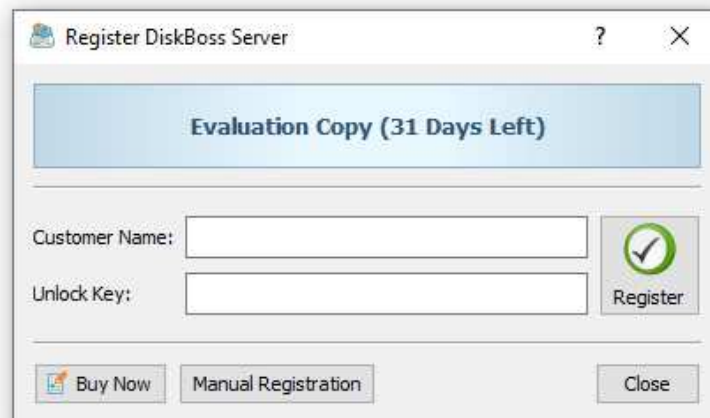 Register DiskBoss Server
?
Evaluation Copy (31 Days Left)
Customer Name:
Unlock Key:
Register
Buy Now
Manual Registration
Close